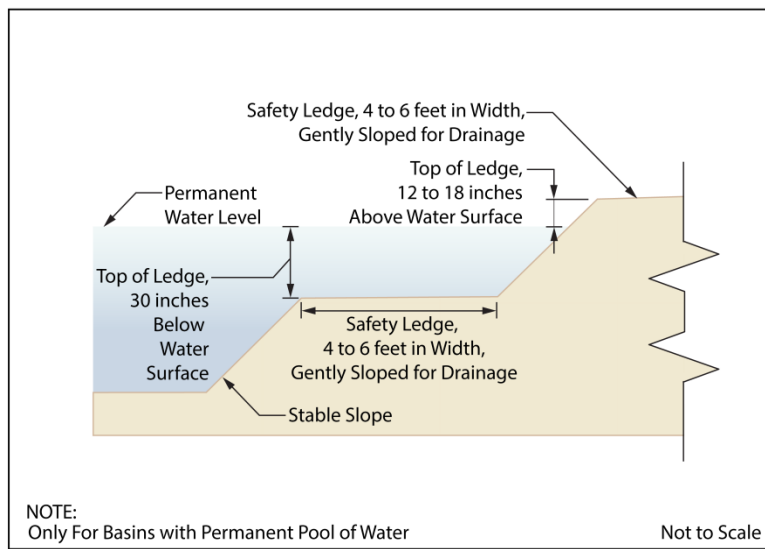 Safety Ledge, 4 to 6 feet in Width,
Gently Sloped for Drainage
Top of Ledge,
12 to 18 inches
Above Water Surface
Permanent
Water Level
Top of Ledge,
30 inches
Below
Water
Surface
Safety Ledge,
4 to 6 feet in Width,
Gently Sloped for Drainage
Stable Slope
NOTE:
Only For Basins with Permanent Pool of Water
Not to Scale